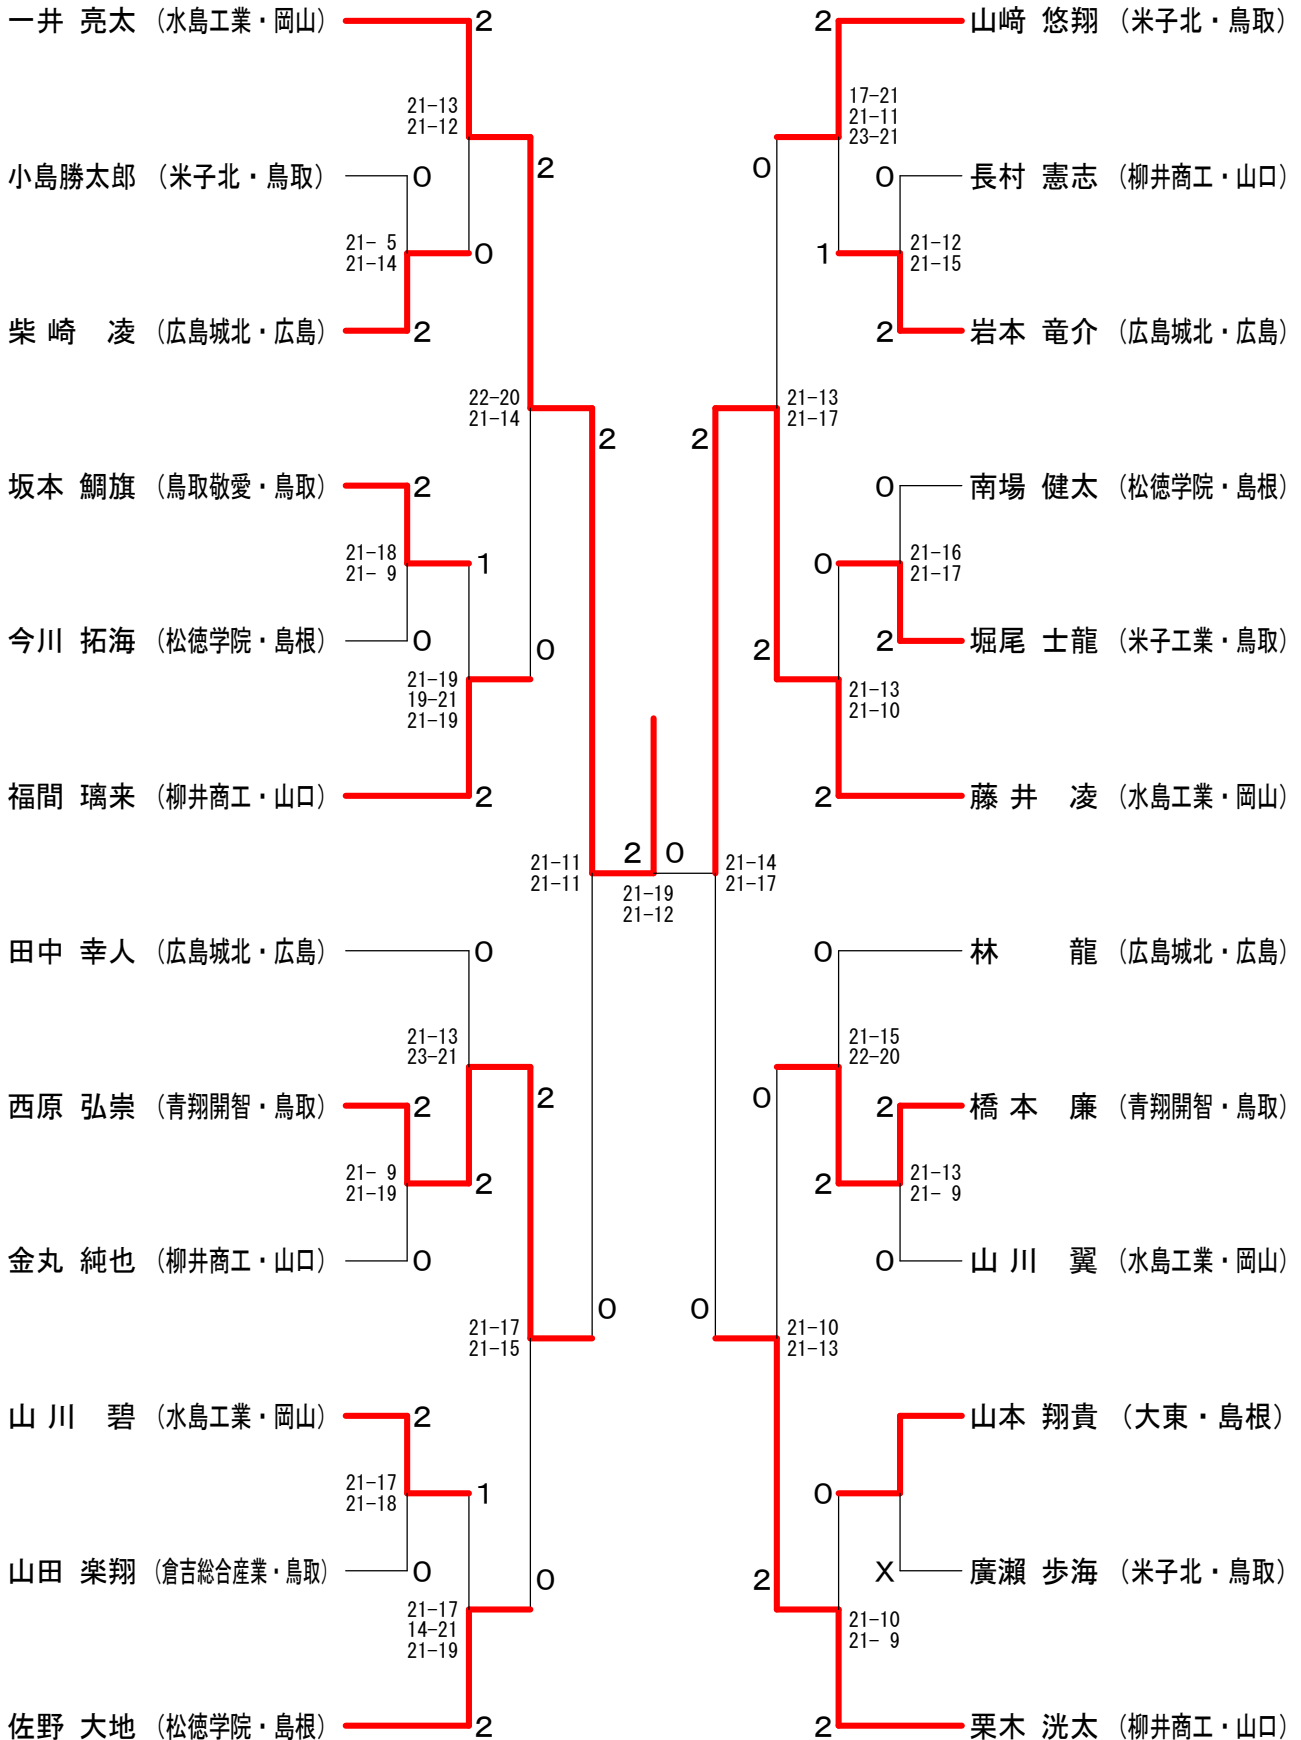 一井 亮太 （水島工業・岡山） 2
21-13
21-12
2
小島勝太郎 （米子北・鳥取） 0
21- 5
21-14
0
柴崎 凌 （広島城北・広島） 2
22-20
21-14
2
坂本 鯛旗 （鳥取敬愛・鳥取） 2
21-18
21- 9
1
今川 拓海 （松徳学院・島根） 0
0
21-19
19-21
21-19
福間 璃来 （柳井商工・山口） 2
21-11
21-11
田中 幸人 （広島城北・広島） 0
21-13
23-21
2
西原 弘崇 （青翔開智・鳥取） 2
21- 9
21-19
2
金丸 純也 （柳井商工・山口） 0
0
21-17
21-15
山川 碧 （水島工業・岡山） 2
21-17
21-18
1
山田 楽翔 （倉吉総合産業・鳥取） 0
0
21-17
14-21
21-19
佐野 大地 （松徳学院・島根） 2
2 0
21-19
21-12
2 山﨑 悠翔 （米子北・鳥取）
17-21
21-11
23-21
0
0 長村 憲志 （柳井商工・山口）
1
21-12
21-15
2 岩本 竜介 （広島城北・広島）
21-13
21-17
2
0 南場 健太 （松徳学院・島根）
0
21-16
21-17
2 堀尾 士龍 （米子工業・鳥取）
2
21-13
21-10
2 藤井 凌 （水島工業・岡山）
21-14
21-17
0 林 龍 （広島城北・広島）
21-15
22-20
0
2 橋本 廉 （青翔開智・鳥取）
2
21-13
21- 9
0 山川 翼 （水島工業・岡山）
0
21-10
21-13
山本 翔貴 （大東・島根）
0
X 廣瀬 歩海 （米子北・鳥取）
2
21-10
21- 9
2 栗木 洸太 （柳井商工・山口）